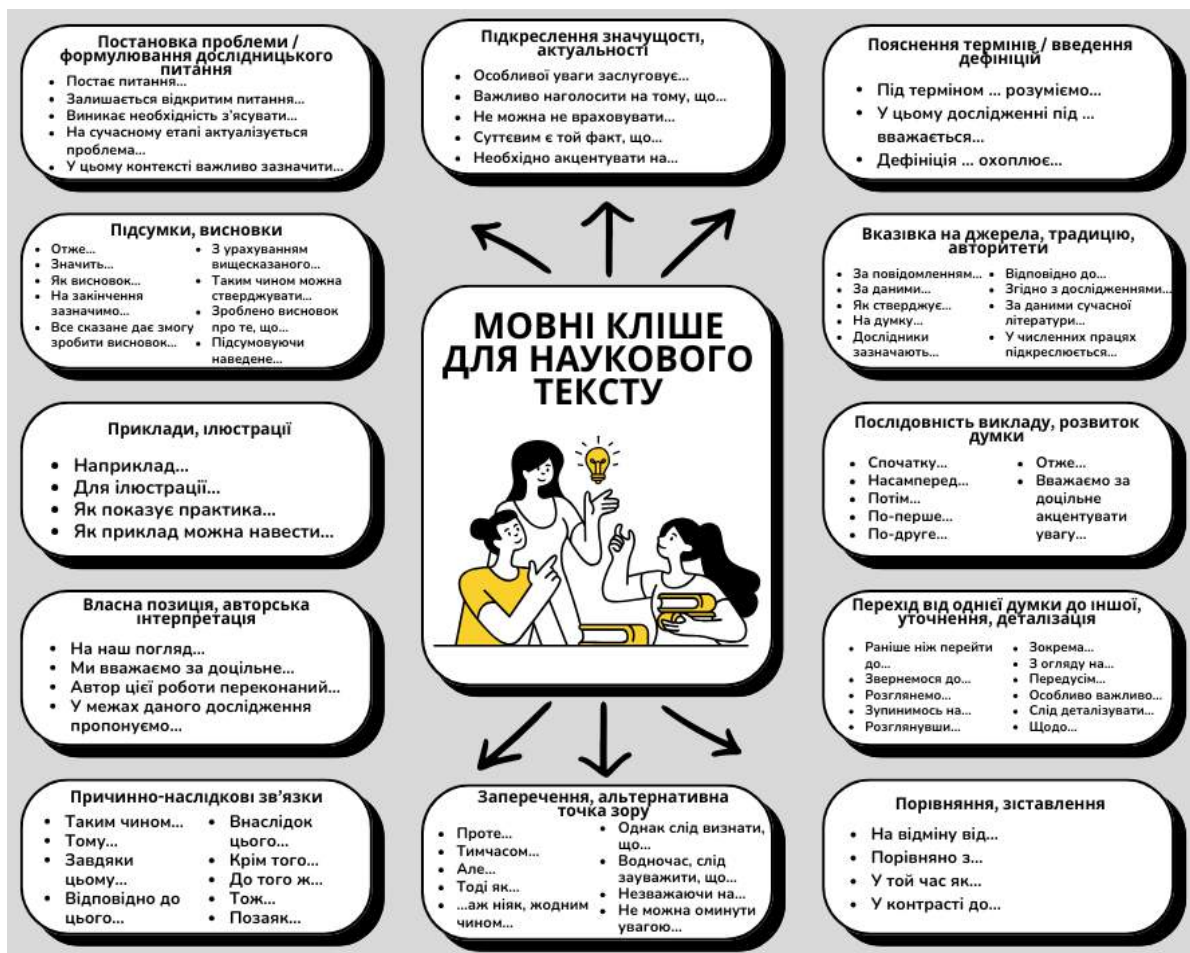 Постановка проблеми /
формулювання дослідницького
питання
• Постає питання...
• Залишається відкритим питання...
• Виникає необхідність з'ясувати...
• На сучасному етапі актуалізується
проблема...
• У цьому контексті важливо зазначити...
Підкреслення значущості,
актуальності
• Особливої уваги заслуговує...
• Важливо наголосити на тому, що...
• Не можна не враховувати...
• Суттєвим є той факт, що...
• Необхідно акцентувати на...
Пояснення термінів / введення
дефініцій
• Під терміном ... розуміємо...
• У цьому дослідженні під ...
вважається...
• Дефініція ... охоплює...
Підсумки, висновки
• Отже...
• Значить...
• Як висновок...
• На закінчення
зазначимо...
• Все сказане дає змогу
зробити висновок...
• З урахуванням
вищесказаного...
• Таким чином можна
стверджувати...
• Зроблено висновок
про те, що...
• Підсумовуючи
наведене...
МОВНІ КЛІШЕ
ДЛЯ НАУКОВОГО
ТЕКСТУ
Вказівка на джерела, традицію,
авторитети
• За повідомленням...
• За даними...
• Як стверджує...
• На думку...
• Дослідники
зазначають...
• Відповідно до...
• Згідно з дослідженнями...
• За даними сучасної
літератури...
• У численних працях
підкреслюється...
Приклади, ілюстрації
• Наприклад...
• Для ілюстрації...
• Як показує практика...
• Як приклад можна навести...
Послідовність викладу, розвиток
думки
• Спочатку...
• Насамперед...
• Потім...
• По-перше...
• По-друге...
• Отже...
• Вважаємо за
доцільне
акцентувати
увагу...
Власна позиція, авторська
інтерпретація
• На наш погляд...
• Ми вважаємо за доцільне...
• Автор цієї роботи переконаний...
• У межах даного дослідження
пропонуємо...
Перехід від однієї думки до іншої,
уточнення, деталізація
• Раніше ніж перейти
до...
• Звернемося до...
• Розглянемо...
• Зупинимось на...
• Розглянувши...
• Зокрема...
• З огляду на...
• Передусім...
• Особливо важливо...
• Слід деталізувати...
• Щодо...
Причинно-наслідкові зв'язки
• Таким чином...
• Тому...
• Завдяки
цьому...
• Відповідно до
цього...
• Внаслідок
цього...
• Крім того...
• До того ж...
• Тож...
• Позаяк...
Заперечення, альтернативна
точка зору
• Проте...
• Тимчасом...
• Але...
• Тоді як...
• ...аж ніяк, жодним
чином...
• Однак слід визнати,
що...
• Водночас, слід
зауважити, що...
• Незважаючи на...
• Не можна оминути
увагою...
Порівняння, зіставлення
• На відміну від...
• Порівняно з...
• У той час як...
• У контрасті до...